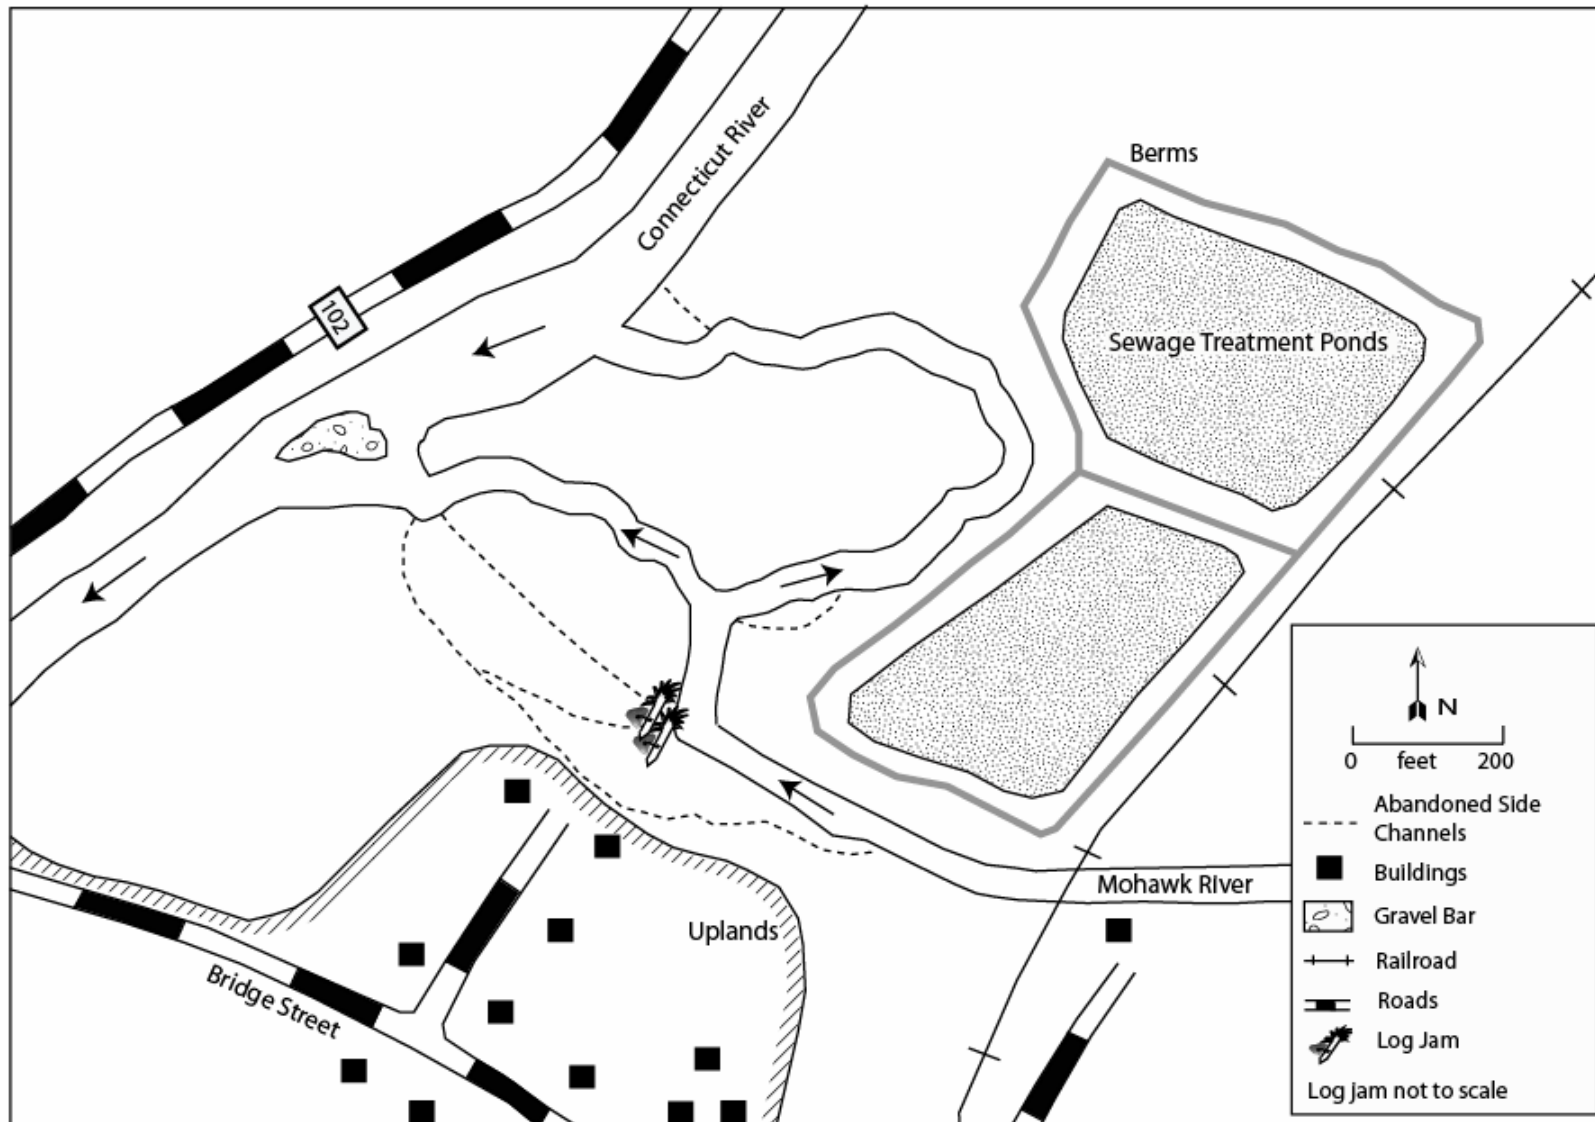 Connecticut River
Berms
102
Sewage Treatment Ponds
N
0 feet 200
Abandoned Side
Channels
Buildings
Mohawk River
Gravel Bar
Uplands
Railroad
Bridge Street
Roads
Log Jam
Log Jam not to scale